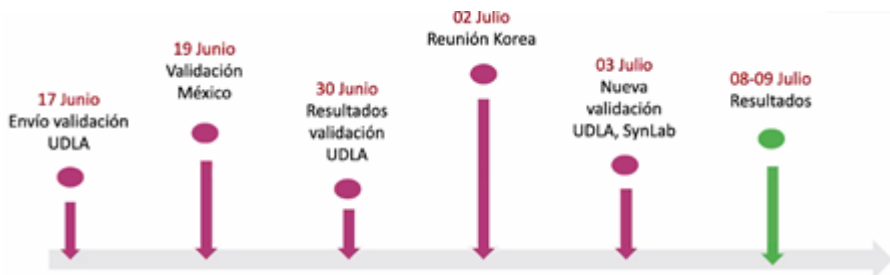 17 Junio
Envío validación
UDLA
19 Junio
Validación
México
30 Junio
Resultados
validación
UDLA
02 Julio
Reunión Korea
03 Julio
Nueva
validación
UDLA, SynLab
08-09 Julio
Resultados